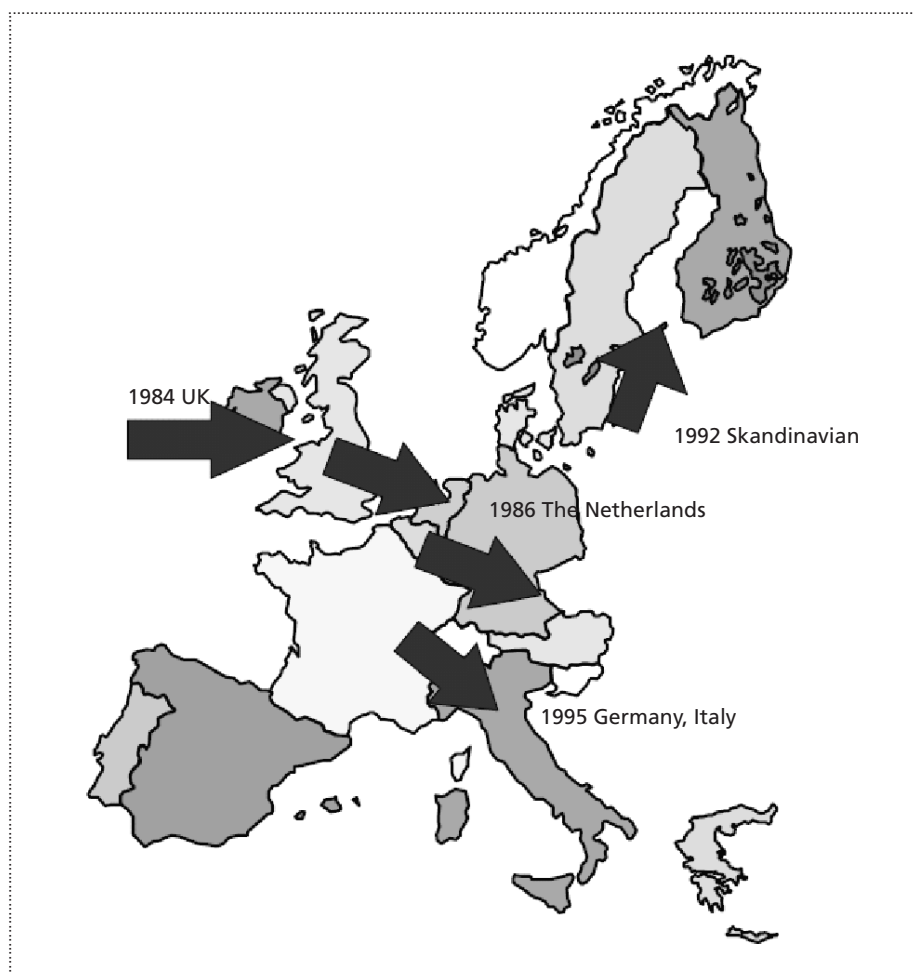 1984 UK
1992 Skandinavian
1986 The Netherlands
1995 Germany, Italy